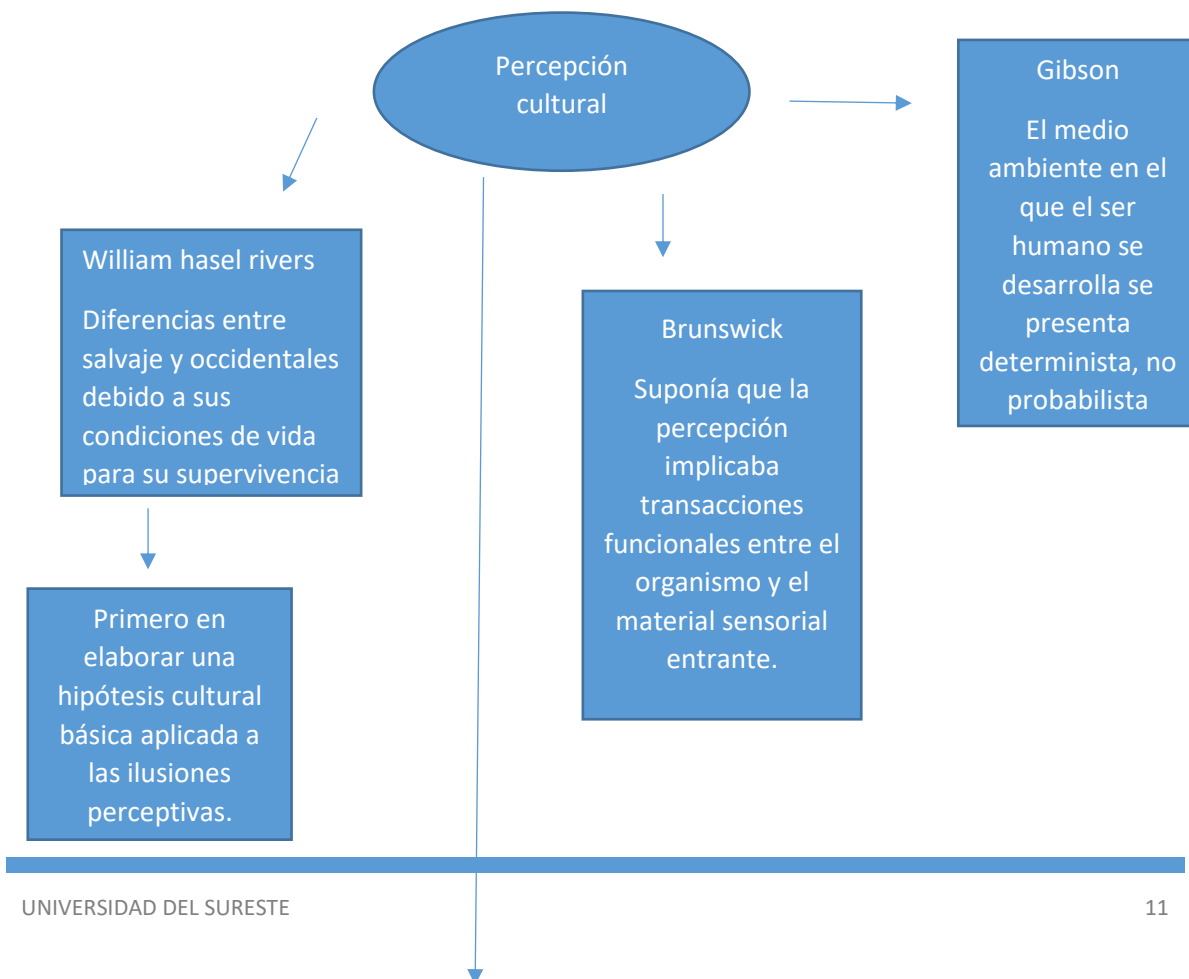 Percepción
cultural
Gibson
El medio
ambiente en el
que el ser
humano se
desarrolla se
presenta
determinista, no
probabilista
William hasel rivers
Diferencias entre
salvaje y occidentales
debido a sus
condiciones de vida
para su supervivencia
Brunswick
Suponía que la
percepción
implicaba
transacciones
funcionales entre el
organismo y el
material sensorial
entrante.
Primero en
elaborar una
hipótesis cultural
básica aplicada a
las ilusiones
perceptivas.
UNIVERSIDAD DEL SURESTE
11